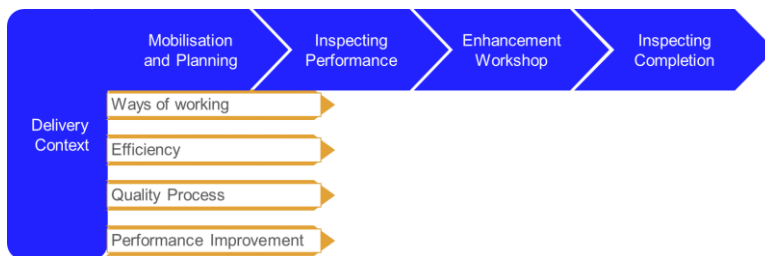 Mobilisation
and Planning
Inspecting
Performance
Enhancement
Workshop
Inspecting
Completion
Delivery
Context
Ways of working
Efficiency
Quality Process
Performance Improvement